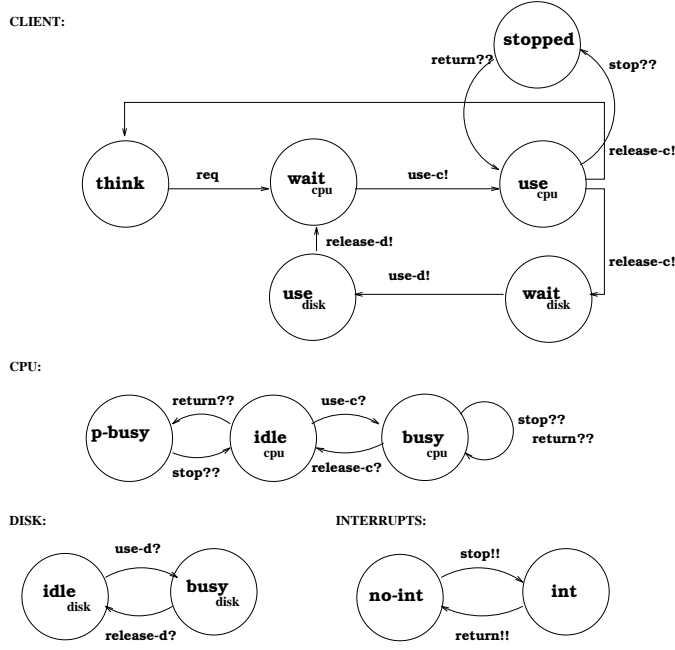 CLIENT:
stopped
return??
stop??
release-c!
think
req
wait
cpu
use-c!
use
cpu
release-d!
release-c!
use
disk
use-d!
wait
disk
CPU:
return??
use-c?
p-busy
idle
cpu
busy
cpu
stop??
return??
stop??
release-c?
DISK:
INTERRUPTS:
use-d?
stop!!
idle
disk
busy
disk
no-int
int
release-d?
return!!